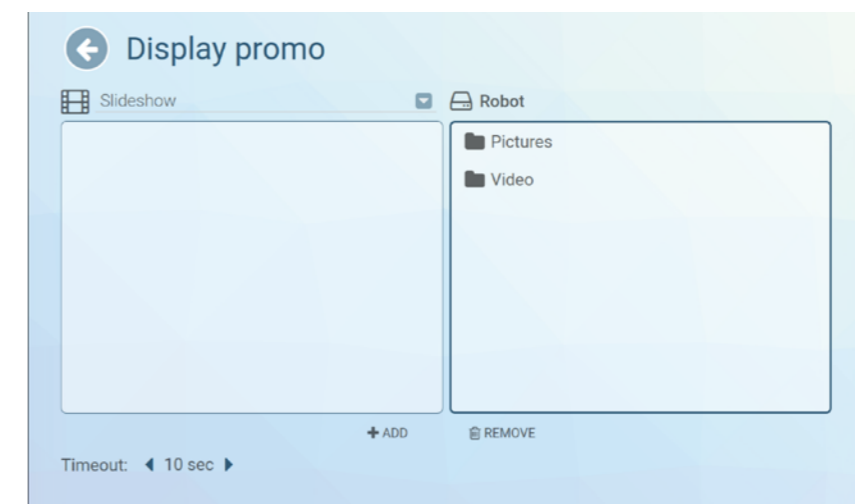 Display promo
Slideshow
Robot
Pictures
Video
ADD
REMOVE
Timeout: 10 sec